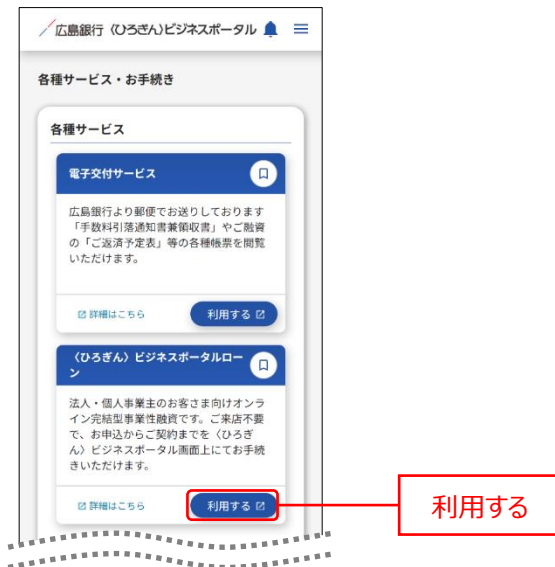 広島銀行 〈ひろぎん〉ビジネスポータル
各種サービス・お手続き
各種サービス
電子交付サービス
広島銀行より郵便でお送りしております
「手数料引落通知書兼領収書」やご融資
の「ご返済予定表」等の各種帳票を閲覧
いただけます。
詳細はこちら
利用する
〈ひろぎん〉ビジネスポータルロー
ン
法人・個人事業主のお客さま向けオンラ
イン完結型事業性融資です。ご来店不要
で、お申込からご契約までを〈ひろぎ
ん〉ビジネスポータル画面上にてお手続
きいただけます。
詳細はこちら
利用する
利用する